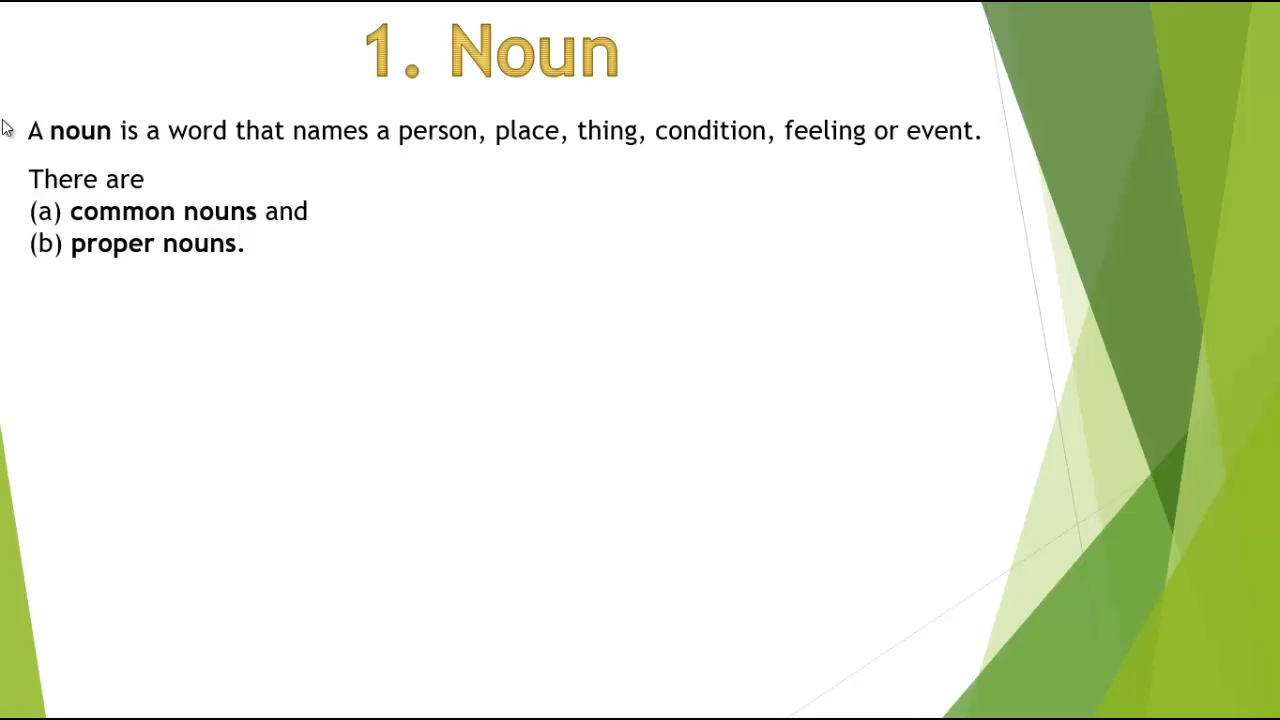 1. Noun
A noun is a word that names a person, place, thing, condition, feeling or event.
There are
(a) common nouns and
(b) proper nouns.